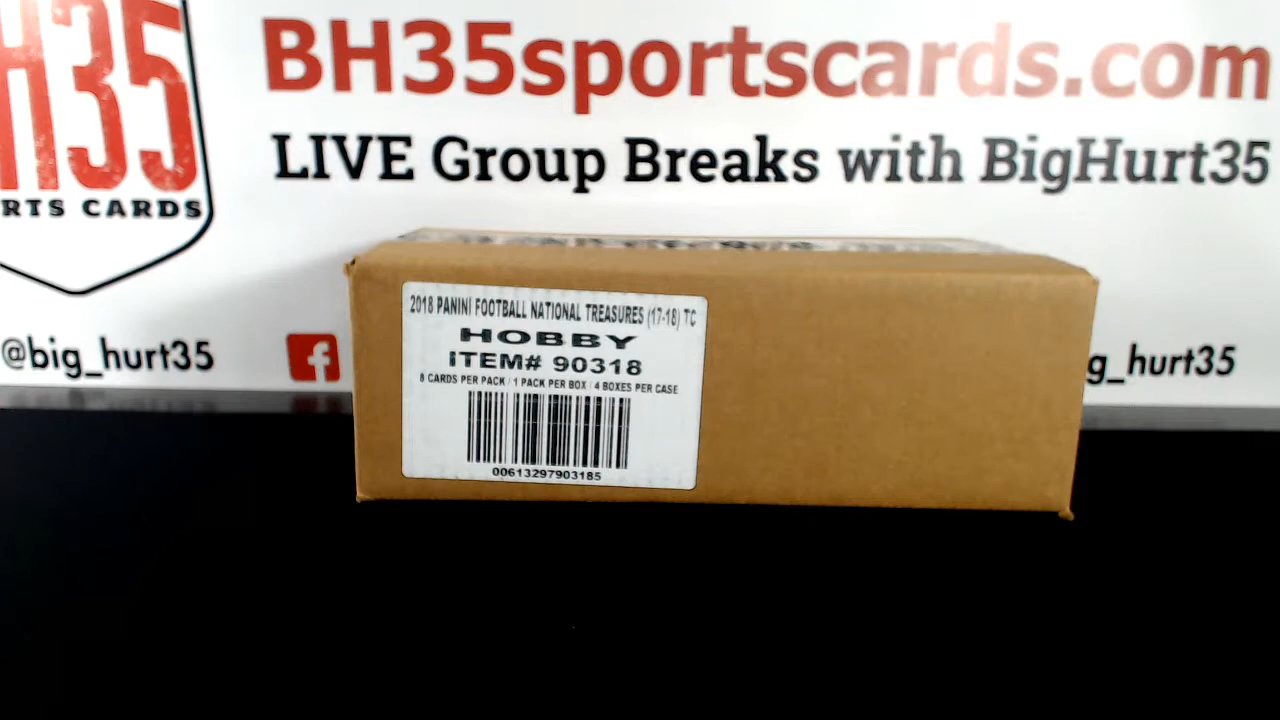 H35
RTS CARDS
BH35sportscards.com
LIVE Group Breaks with BigHurt35
@big_hurt35
f
g_hurt35
2018 PANINI FOOTBALL NATIONAL TREASURES (17-18) TC
HOBBY
ITEM# 90318
8 CARDS PER PACK / 1 PACK PER BOX / 4 BOXES PER CASE
00613297903185